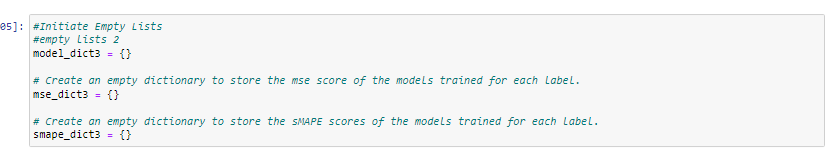 05]:
#Initiate Empty Lists
#empty lists 2
model_dict3 = {}
# Create an empty dictionary to store the mse score of the models trained for each label.
mse_dict3 = {}
# Create an empty dictionary to store the sMAPE scores of the models trained for each label.
smape_dict3 = {}